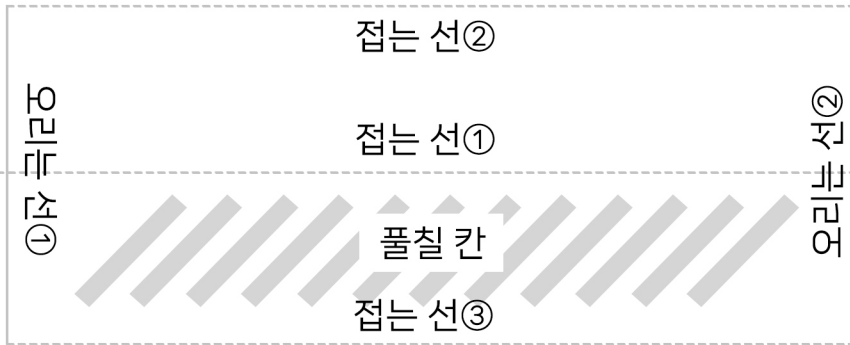 접는 선②
오리는 선①
오리는 선②
접는 선①
풀칠 칸
접는 선③